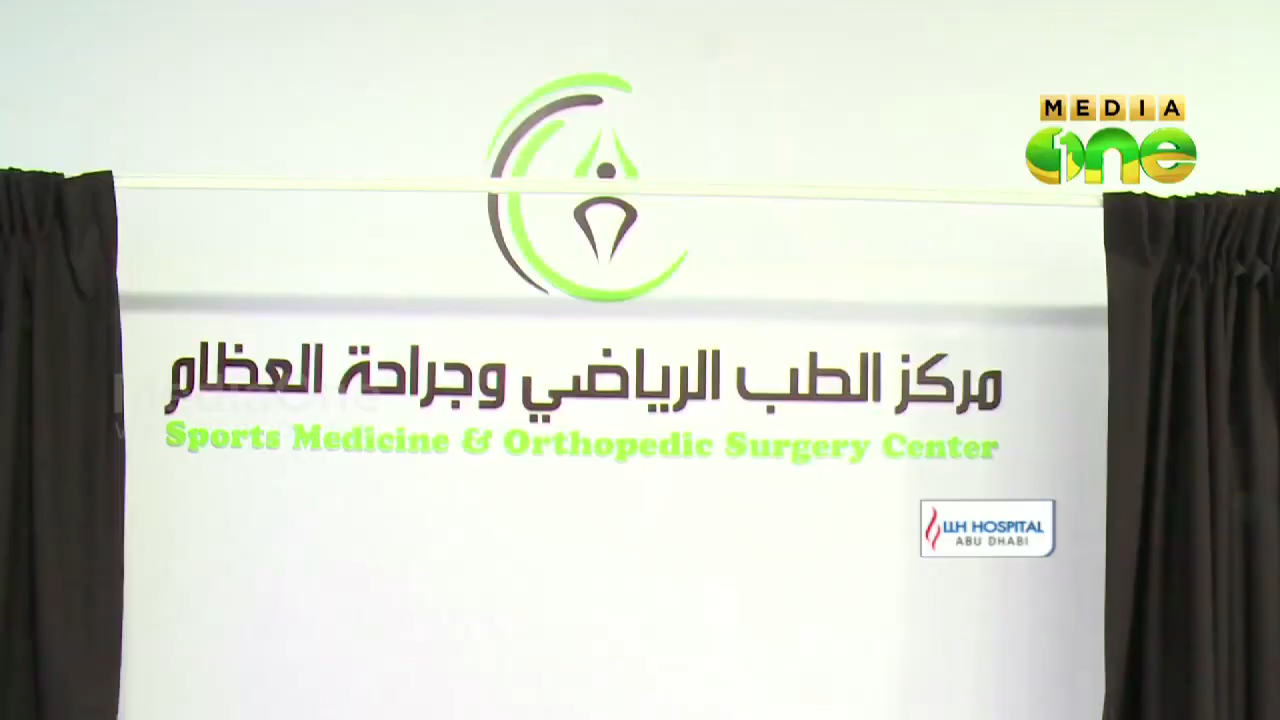 MEDIA
one
مركز الطب الرياضي وجراحة العظام
Sports Medicine & Orthopedic Surgery Center
LLH HOSPITAL
ABU DHABI